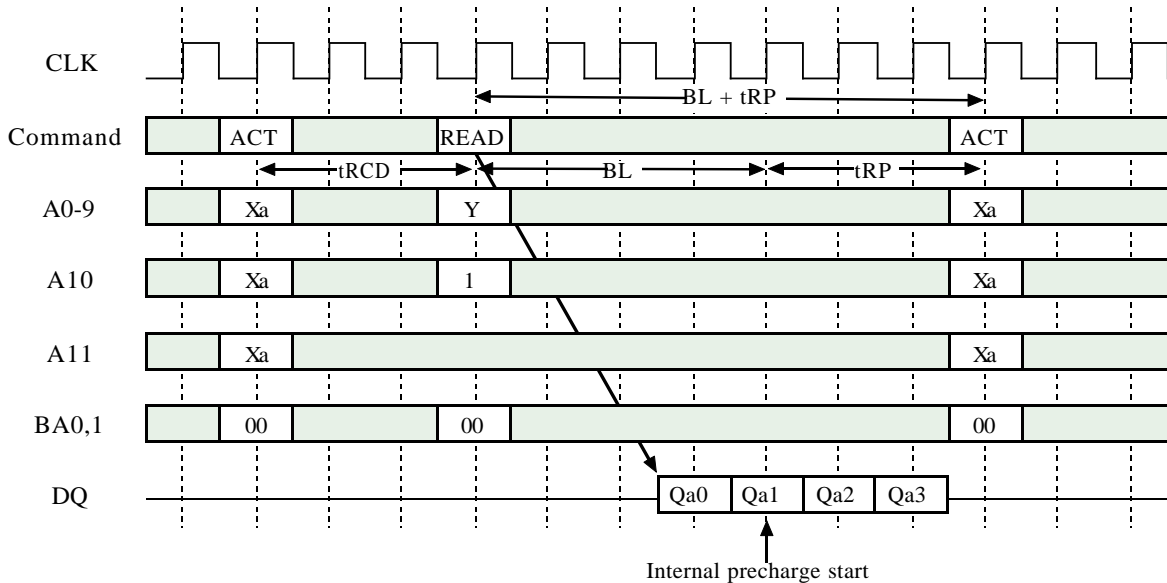 CLK
BL + tRP
Command ACT READ ACT
tRCD BL tRP
A0-9 Xa Y Xa
A10 Xa 1 Xa
A11 Xa Xa
BA0,1 00 00 00
DQ Qa0 Qa1 Qa2 Qa3
Internal precharge start